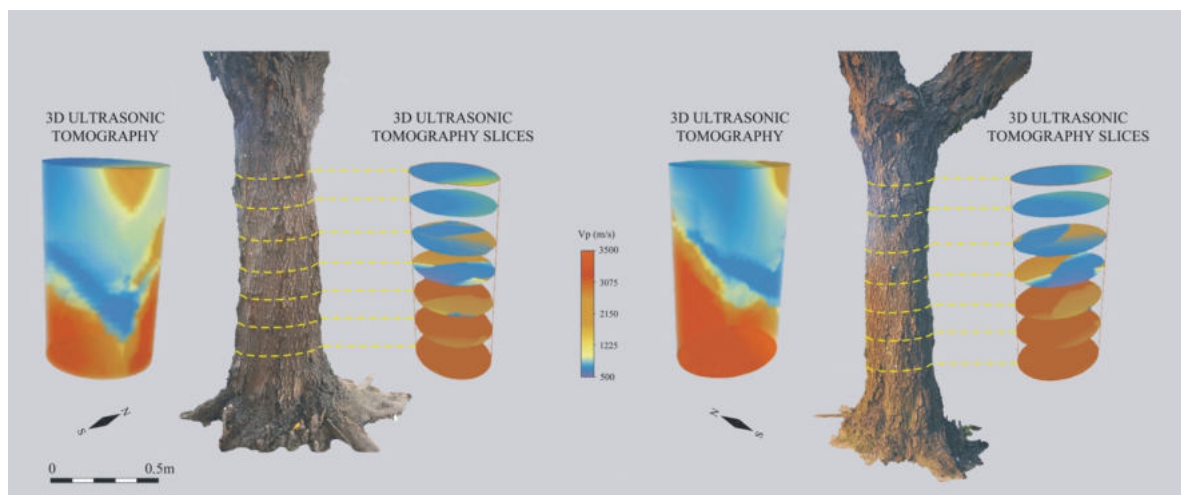 3D ULTRASONIC
TOMOGRAPHY
3D ULTRASONIC
TOMOGRAPHY SLICES
Vp (m/s)
3500
3075
2150
1225
500
3D ULTRASONIC
TOMOGRAPHY
3D ULTRASONIC
TOMOGRAPHY SLICES
N
S
N
S
0 0.5m